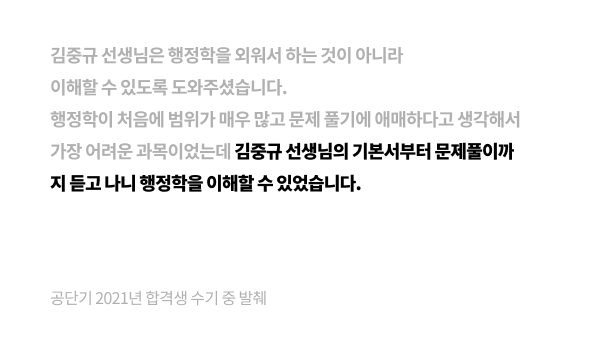 김중규 선생님은 행정학을 외워서 하는 것이 아니라
이해할 수 있도록 도와주셨습니다.
행정학이 처음에 범위가 매우 많고 문제 풀기에 애매하다고 생각해서
가장 어려운 과목이었는데 김중규 선생님의 기본서부터 문제풀이까
지 듣고 나니 행정학을 이해할 수 있었습니다.
공단기 2021년 합격생 수기 중 발췌